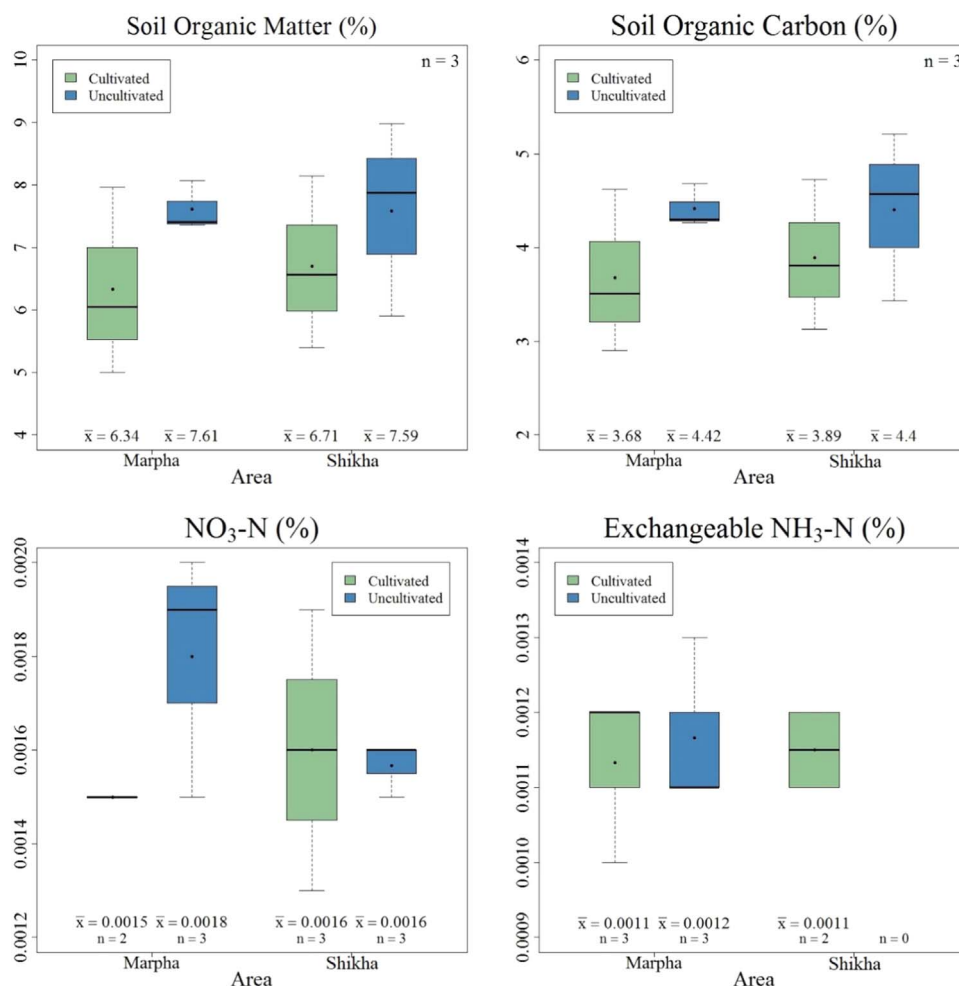 Soil Organic Matter (%)
n = 3
Cultivated
Uncultivated
10
9
8
7
6
5
4
x̅ = 6.34 x̅ = 7.61 x̅ = 6.71 x̅ = 7.59
Marpha Shikha
Area
Soil Organic Carbon (%)
n = 3
Cultivated
Uncultivated
6
5
4
3
2
x̅ = 3.68 x̅ = 4.42 x̅ = 3.89 x̅ = 4.4
Marpha Shikha
Area
NO₃-N (%)
Cultivated
Uncultivated
0.0020
0.0018
0.0016
0.0014
0.0012
x̅ = 0.0015 x̅ = 0.0018 x̅ = 0.0016 x̅ = 0.0016
n = 2 n = 3 n = 3 n = 3
Marpha Shikha
Area
Exchangeable NH₃-N (%)
Cultivated
Uncultivated
0.0014
0.0013
0.0012
0.0011
0.0010
0.0009
x̅ = 0.0011 x̅ = 0.0012 x̅ = 0.0011
n = 3 n = 3 n = 2 n = 0
Marpha Shikha
Area